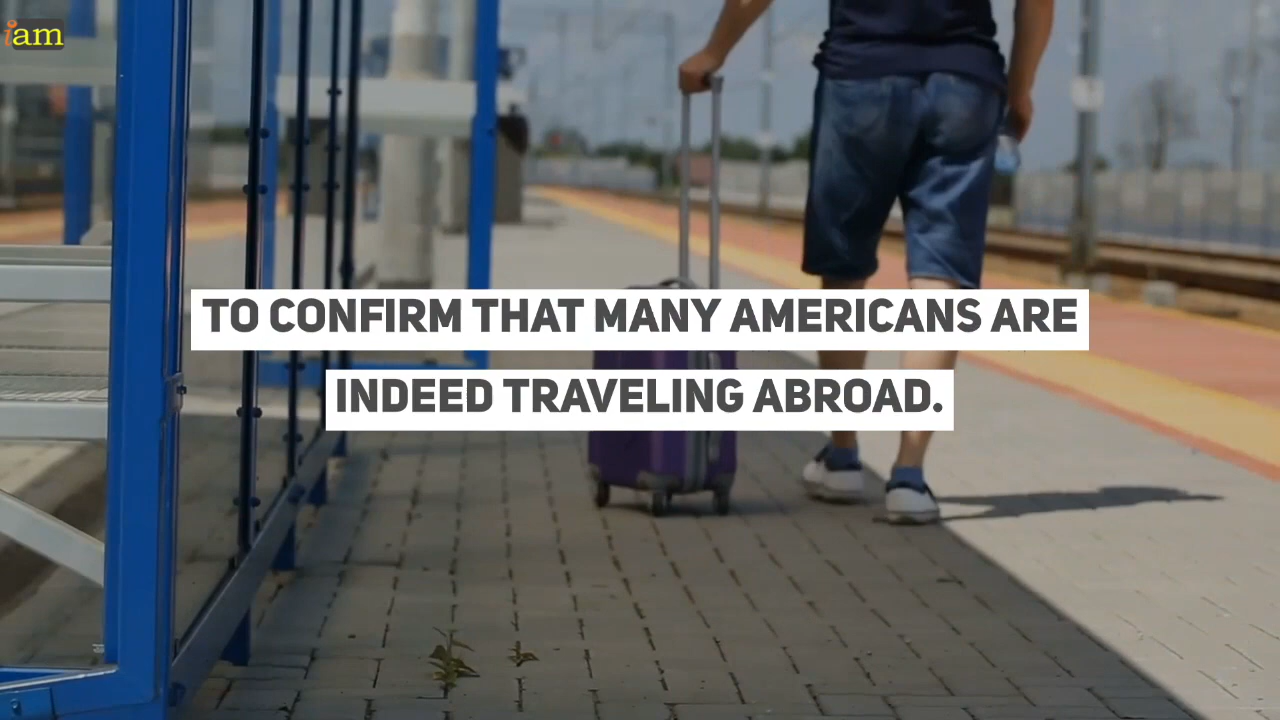 iam
TO CONFIRM THAT MANY AMERICANS ARE
INDEED TRAVELING ABROAD.